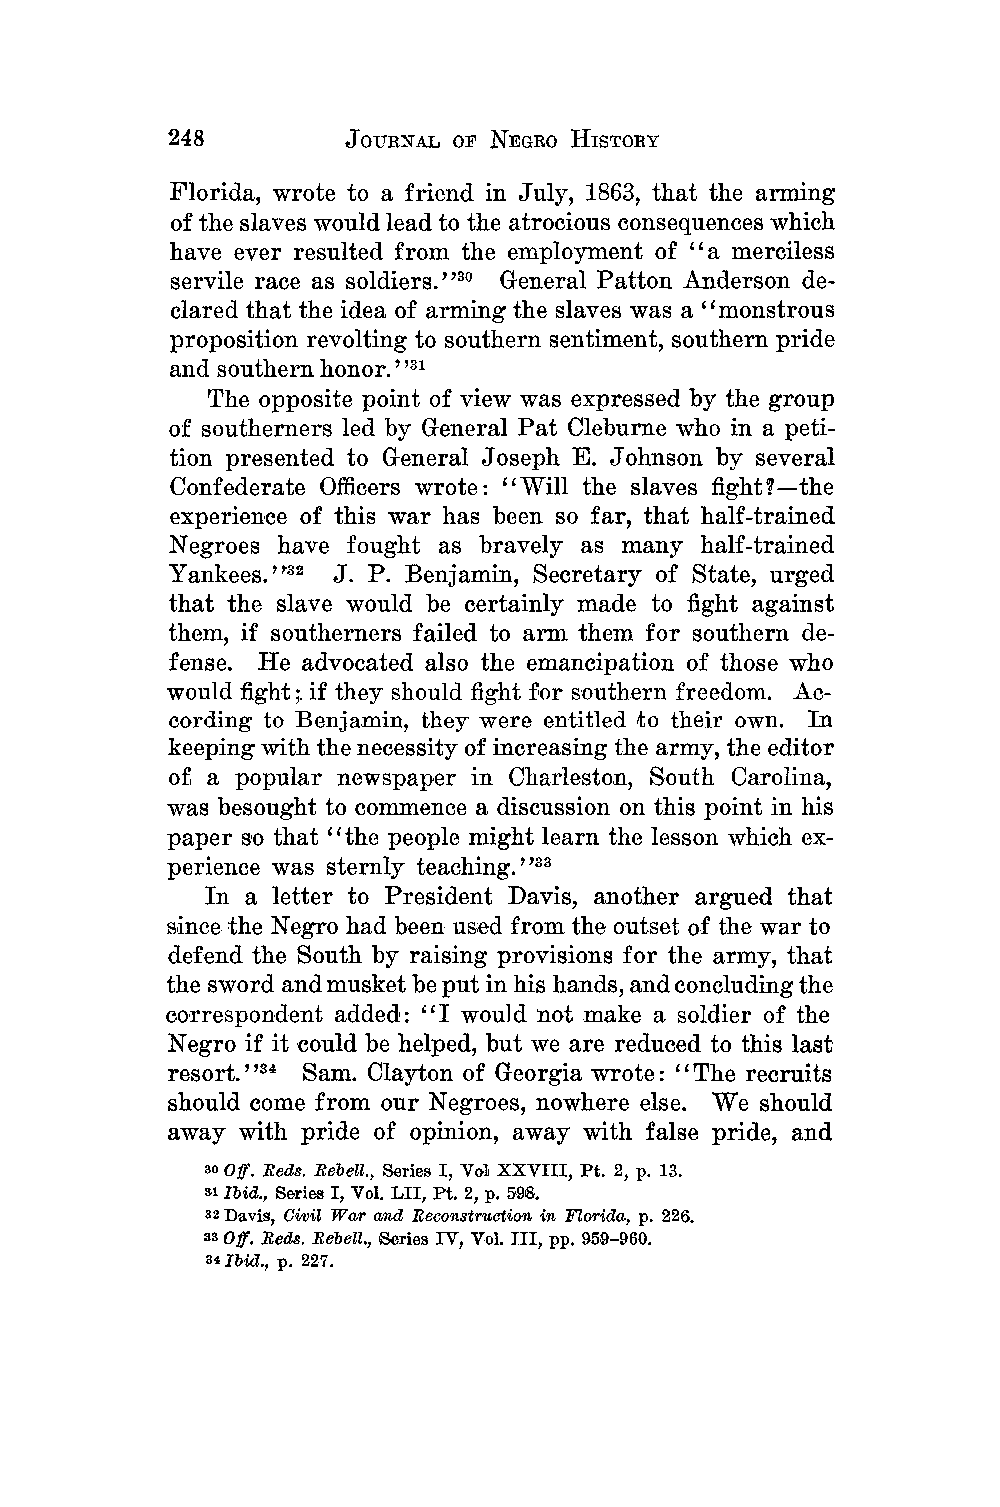 248 JOURNAL OF NEGRO HISTORY
Florida, wrote to a friend in July, 1863, that the arming
of the slaves would lead to the atrocious consequences which
have ever resulted from the employment of ‘‘a merciless
servile race as soldiers.’’³⁰ General Patton Anderson de-
clared that the idea of arming the slaves was a ‘‘monstrous
proposition revolting to southern sentiment, southern pride
and southern honor.’’³¹
The opposite point of view was expressed by the group
of southerners led by General Pat Cleburne who in a peti-
tion presented to General Joseph E. Johnson by several
Confederate Officers wrote: ‘‘Will the slaves fight?—the
experience of this war has been so far, that half-trained
Negroes have fought as bravely as many half-trained
Yankees.’’³² J. P. Benjamin, Secretary of State, urged
that the slave would be certainly made to fight against
them, if southerners failed to arm them for southern de-
fense. He advocated also the emancipation of those who
would fight; if they should fight for southern freedom. Ac-
cording to Benjamin, they were entitled to their own. In
keeping with the necessity of increasing the army, the editor
of a popular newspaper in Charleston, South Carolina,
was besought to commence a discussion on this point in his
paper so that ‘‘the people might learn the lesson which ex-
perience was sternly teaching.’’³³
In a letter to President Davis, another argued that
since the Negro had been used from the outset of the war to
defend the South by raising provisions for the army, that
the sword and musket be put in his hands, and concluding the
correspondent added: ‘‘I would not make a soldier of the
Negro if it could be helped, but we are reduced to this last
resort.’’³⁴ Sam. Clayton of Georgia wrote: ‘‘The recruits
should come from our Negroes, nowhere else. We should
away with pride of opinion, away with false pride, and
³⁰ Off. Reds. Rebell., Series I, Vol XXVIII, Pt. 2, p. 13.
³¹ Ibid., Series I, Vol. LII, Pt. 2, p. 598.
³² Davis, Civil War and Reconstruction in Florida, p. 226.
³³ Off. Reds. Rebell., Series IV, Vol. III, pp. 959–960.
³⁴ Ibid., p. 227.